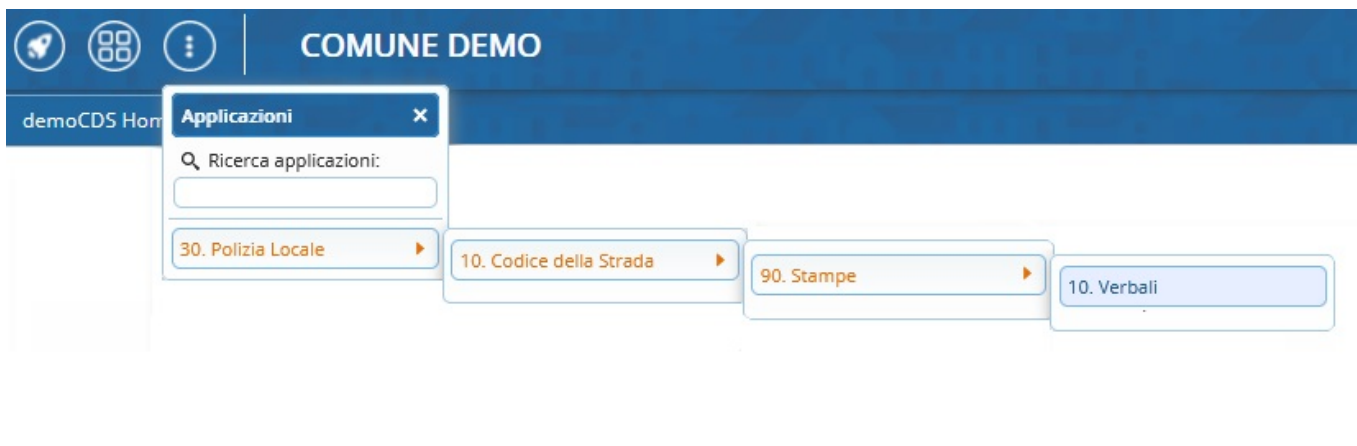 COMUNE DEMO
demoCDS Hom
Applicazioni
Ricerca applicazioni:
30. Polizia Locale
10. Codice della Strada
90. Stampe
10. Verbali